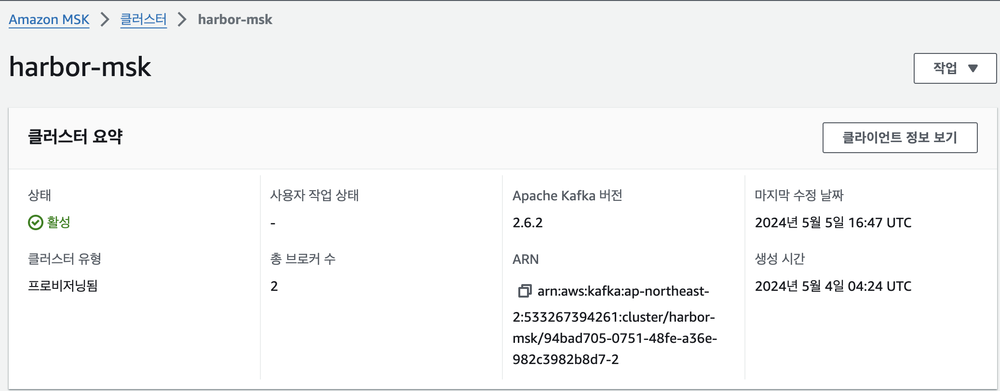 Amazon MSK > 클러스터 > harbor-msk
harbor-msk
작업 ▼
클러스터 요약
클라이언트 정보 보기
상태
활성
클러스터 유형
프로비저닝됨
사용자 작업 상태
-
총 브로커 수
2
Apache Kafka 버전
2.6.2
ARN
arn:aws:kafka:ap-northeast-
2:533267394261:cluster/harbor-
msk/94bad705-0751-48fe-a36e-
982c3982b8d7-2
마지막 수정 날짜
2024년 5월 5일 16:47 UTC
생성 시간
2024년 5월 4일 04:24 UTC